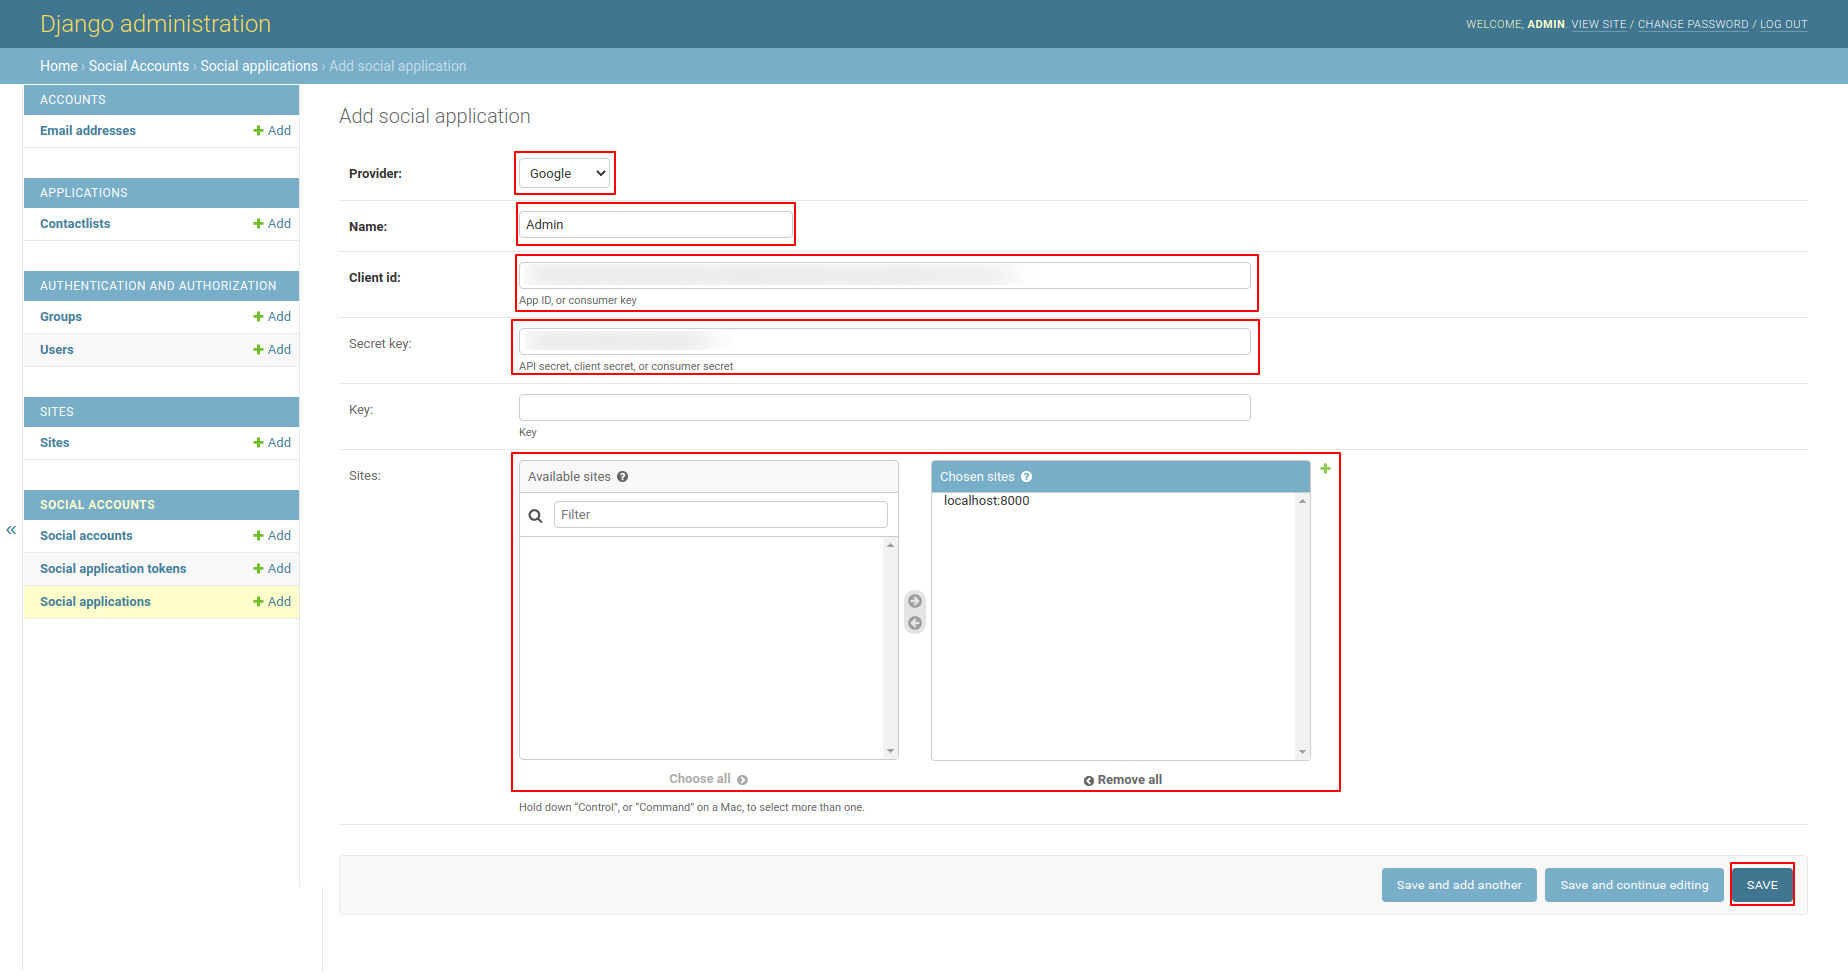 Django administration
WELCOME, ADMIN. VIEW SITE / CHANGE PASSWORD / LOG OUT
Home › Social Accounts › Social applications › Add social application
ACCOUNTS
Email addresses + Add
APPLICATIONS
Contactlists + Add
AUTHENTICATION AND AUTHORIZATION
Groups + Add
Users + Add
SITES
Sites + Add
SOCIAL ACCOUNTS
Social accounts + Add
Social application tokens + Add
Social applications + Add
«
Add social application
Provider: Google
Name: Admin
Client id:
App ID, or consumer key
Secret key:
API secret, client secret, or consumer secret
Key:
Key
Sites:
Available sites ?
Filter
Choose all
Chosen sites ?
localhost:8000
Remove all
Hold down “Control”, or “Command” on a Mac, to select more than one.
Save and add another
Save and continue editing
SAVE